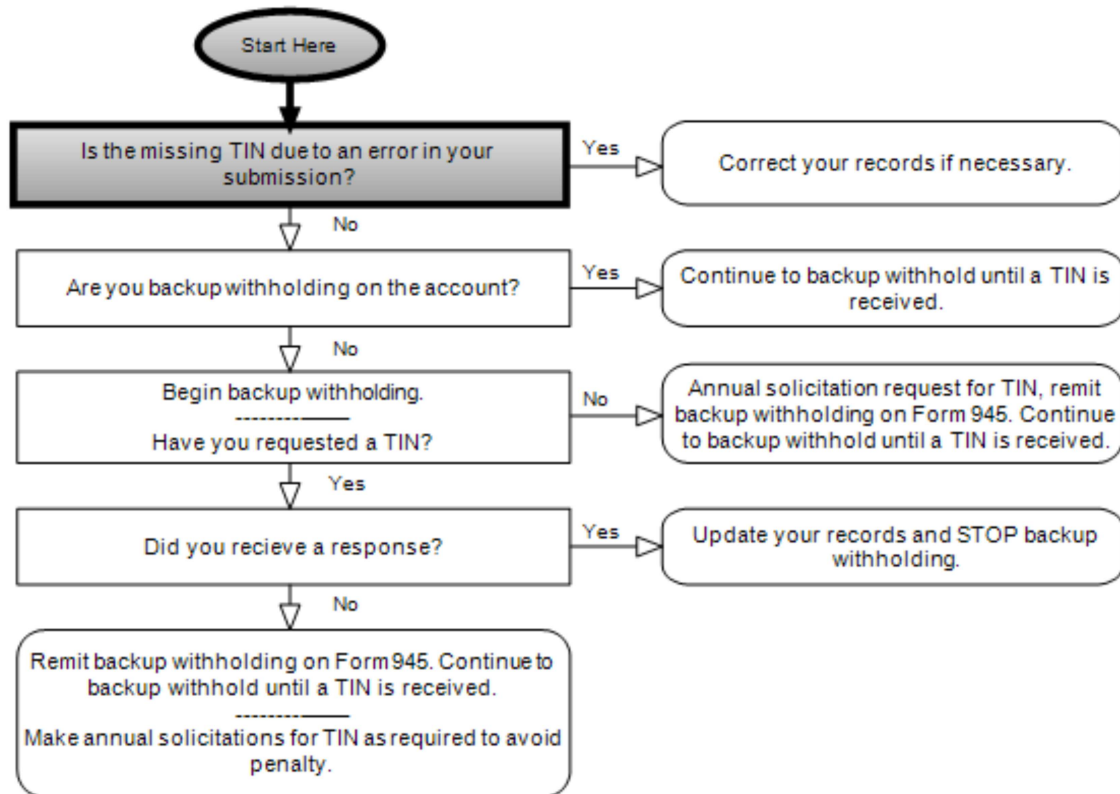 Start Here
Is the missing TIN due to an error in your
submission?
Yes
Correct your records if necessary.
No
Are you backup withholding on the account?
Yes
Continue to backup withhold until a TIN is
received.
No
Begin backup withholding.
Have you requested a TIN?
No
Annual solicitation request for TIN, remit
backup withholding on Form 945. Continue
to backup withhold until a TIN is received.
Yes
Did you recieve a response?
Yes
Update your records and STOP backup
withholding.
No
Remit backup withholding on Form 945. Continue to
backup withhold until a TIN is received.
Make annual solicitations for TIN as required to avoid
penalty.